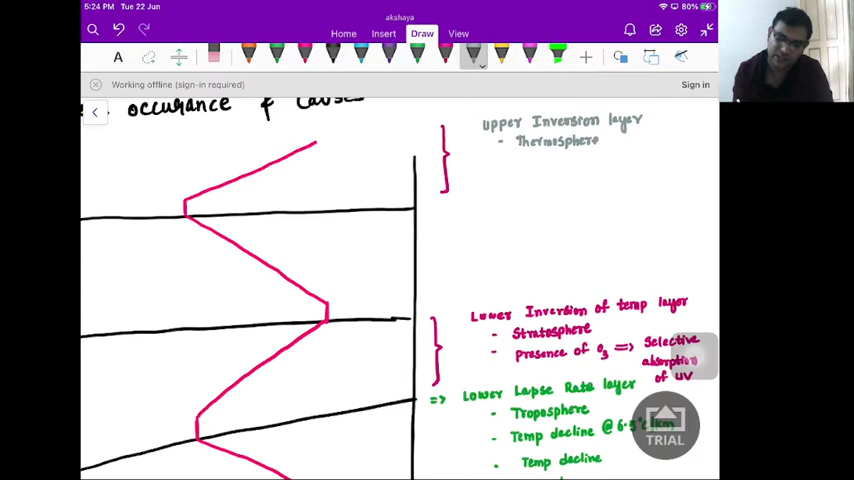 5:24 PM Tue 22 Jun
80%
akshaya
Home Insert Draw View
Working offline (sign-in required)
Sign in
occurance & causes
Upper Inversion layer
- Thermosphere
Lower Inversion of temp layer
- Stratosphere
- presence of O3 => Selective
absorption
of UV
=> Lower Lapse Rate layer
- Troposphere
- Temp decline @ 6.5°c/km
- Temp decline
TRIAL